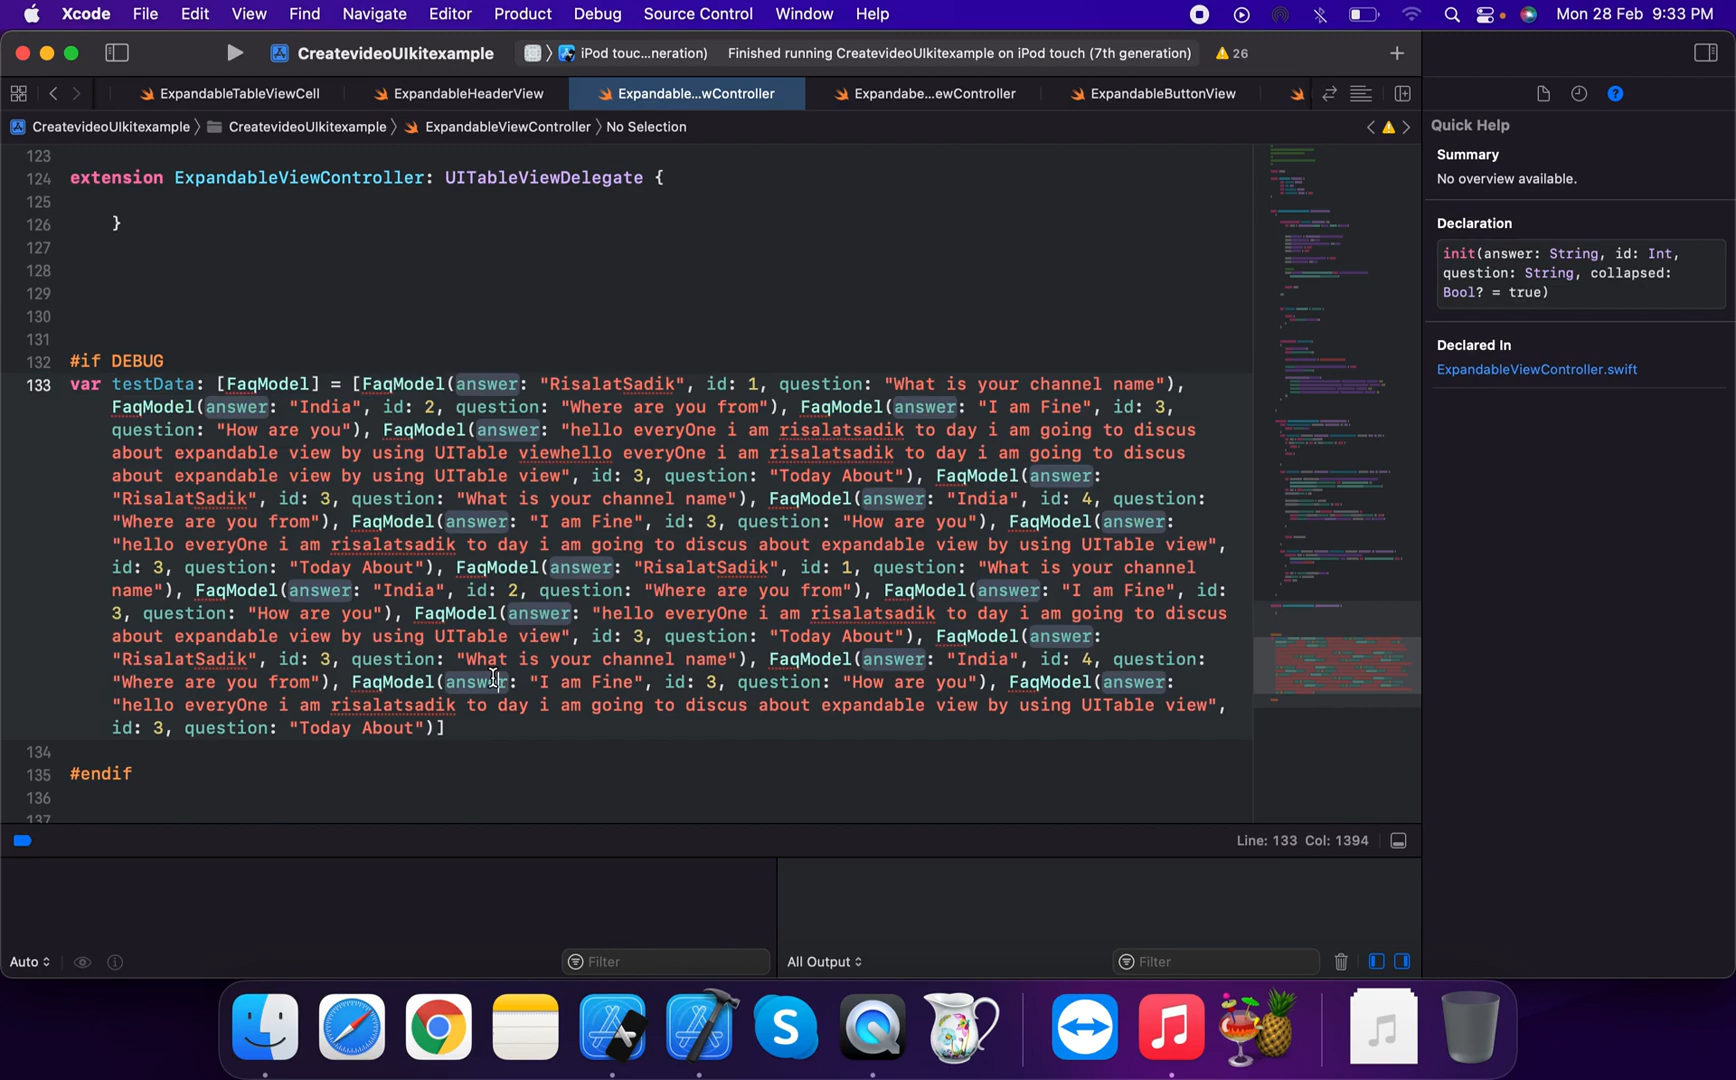 Xcode File Edit View Find Navigate Editor Product Debug Source Control Window Help Mon 28 Feb 9:33 PM
CreatevideoUIkitexample iPod touc...neration) Finished running CreatevideoUIkitexample on iPod touch (7th generation) 26
ExpandableTableViewCell ExpandableHeaderView Expandable...wController Expandabe...ewController ExpandableButtonView
CreatevideoUIkitexample CreatevideoUIkitexample ExpandableViewController No Selection
Quick Help
Summary
No overview available.
Declaration
init(answer: String, id: Int,
question: String, collapsed:
Bool? = true)
Declared In
ExpandableViewController.swift
123
124 extension ExpandableViewController: UITableViewDelegate {
125
126 }
127
128
129
130
131
132 #if DEBUG
133 var testData: [FaqModel] = [FaqModel(answer: "RisalatSadik", id: 1, question: "What is your channel name"),
FaqModel(answer: "India", id: 2, question: "Where are you from"), FaqModel(answer: "I am Fine", id: 3,
question: "How are you"), FaqModel(answer: "hello everyOne i am risalatsadik to day i am going to discus
about expandable view by using UITable viewhello everyOne i am risalatsadik to day i am going to discus
about expandable view by using UITable view", id: 3, question: "Today About"), FaqModel(answer:
"RisalatSadik", id: 3, question: "What is your channel name"), FaqModel(answer: "India", id: 4, question:
"Where are you from"), FaqModel(answer: "I am Fine", id: 3, question: "How are you"), FaqModel(answer:
"hello everyOne i am risalatsadik to day i am going to discus about expandable view by using UITable view",
id: 3, question: "Today About"), FaqModel(answer: "RisalatSadik", id: 1, question: "What is your channel
name"), FaqModel(answer: "India", id: 2, question: "Where are you from"), FaqModel(answer: "I am Fine", id:
3, question: "How are you"), FaqModel(answer: "hello everyOne i am risalatsadik to day i am going to discus
about expandable view by using UITable view", id: 3, question: "Today About"), FaqModel(answer:
"RisalatSadik", id: 3, question: "What is your channel name"), FaqModel(answer: "India", id: 4, question:
"Where are you from"), FaqModel(answer: "I am Fine", id: 3, question: "How are you"), FaqModel(answer:
"hello everyOne i am risalatsadik to day i am going to discus about expandable view by using UITable view",
id: 3, question: "Today About")]
134
135 #endif
136
137
Line: 133 Col: 1394
Auto Filter All Output Filter